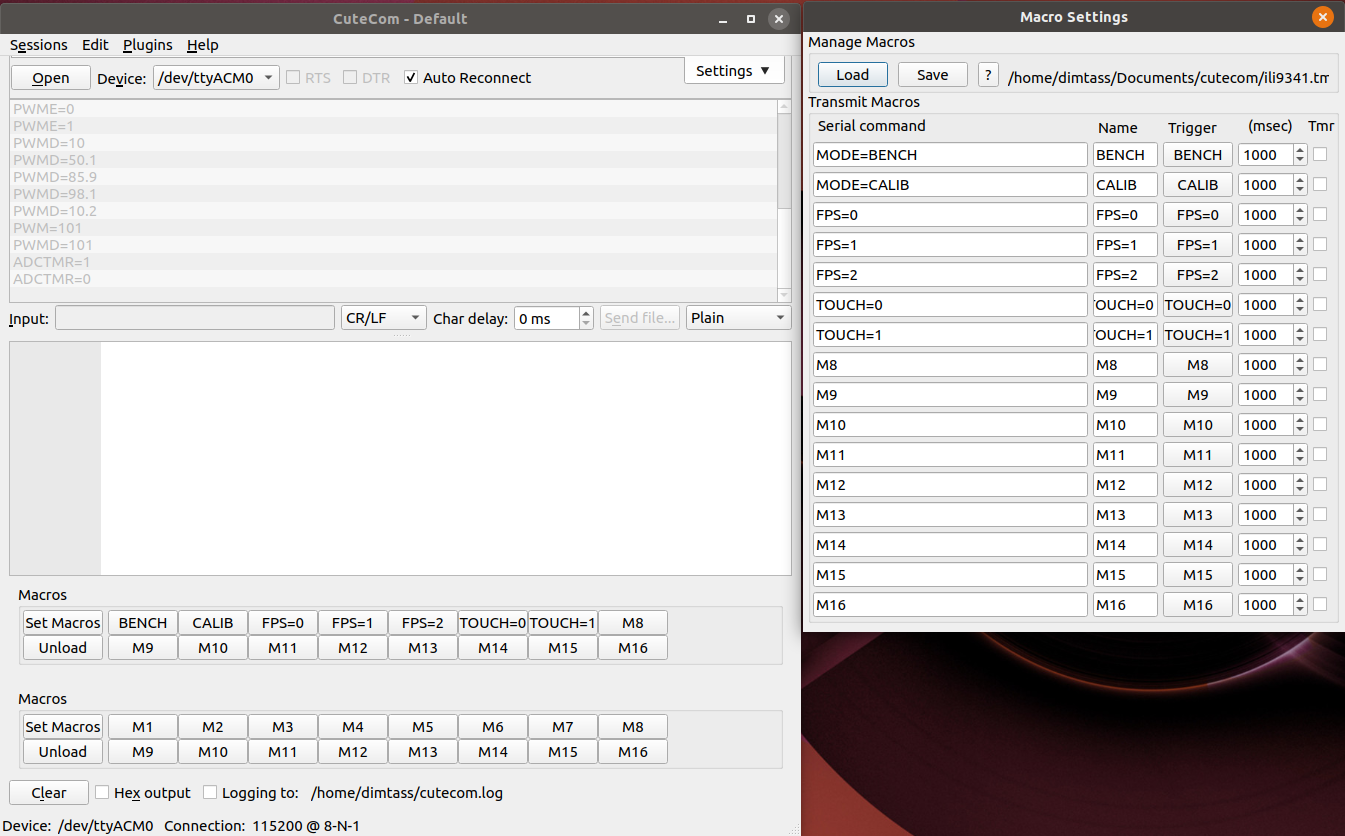 CuteCom - Default
Sessions Edit Plugins Help
Open Device: /dev/ttyACM0 RTS DTR Auto Reconnect Settings
PWME=0
PWME=1
PWMD=10
PWMD=50.1
PWMD=85.9
PWMD=98.1
PWMD=10.2
PWM=101
PWMD=101
ADCTMR=1
ADCTMR=0
Input: CR/LF Char delay: 0 ms Send file... Plain
Macros
Set Macros BENCH CALIB FPS=0 FPS=1 FPS=2 TOUCH=0 TOUCH=1 M8
Unload M9 M10 M11 M12 M13 M14 M15 M16
Macros
Set Macros M1 M2 M3 M4 M5 M6 M7 M8
Unload M9 M10 M11 M12 M13 M14 M15 M16
Clear Hex output Logging to: /home/dimtass/cutecom.log
Device: /dev/ttyACM0 Connection: 115200 @ 8-N-1
Macro Settings
Manage Macros
Load Save ? /home/dimtass/Documents/cutecom/ili9341.tm
Transmit Macros
Serial command Name Trigger (msec) Tmr
MODE=BENCH BENCH BENCH 1000
MODE=CALIB CALIB CALIB 1000
FPS=0 FPS=0 FPS=0 1000
FPS=1 FPS=1 FPS=1 1000
FPS=2 FPS=2 FPS=2 1000
TOUCH=0 OUCH=0 TOUCH=0 1000
TOUCH=1 OUCH=1 TOUCH=1 1000
M8 M8 M8 1000
M9 M9 M9 1000
M10 M10 M10 1000
M11 M11 M11 1000
M12 M12 M12 1000
M13 M13 M13 1000
M14 M14 M14 1000
M15 M15 M15 1000
M16 M16 M16 1000